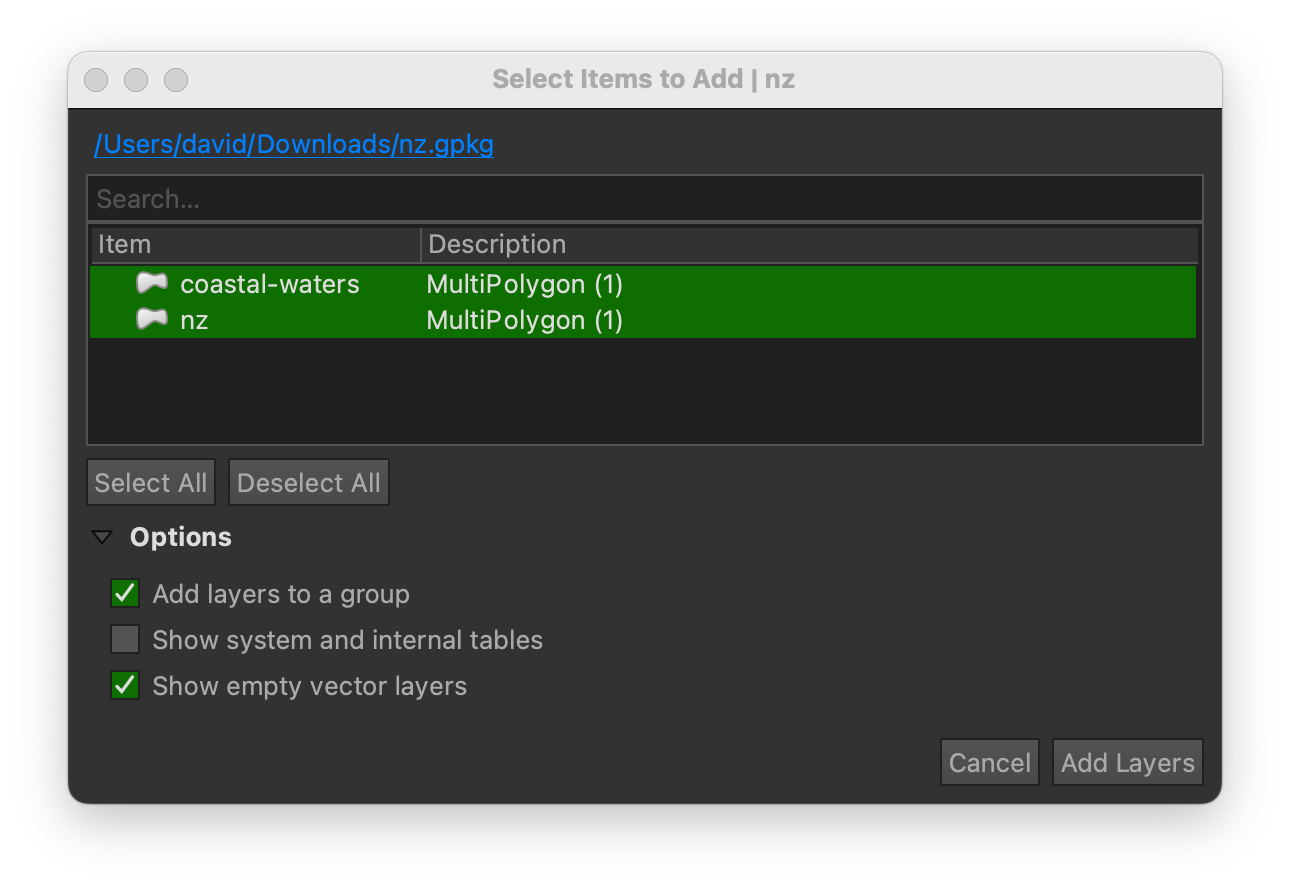 Select Items to Add | nz
/Users/david/Downloads/nz.gpkg
Search...
Item Description
coastal-waters MultiPolygon (1)
nz MultiPolygon (1)
Select All Deselect All
Options
Add layers to a group
Show system and internal tables
Show empty vector layers
Cancel Add Layers